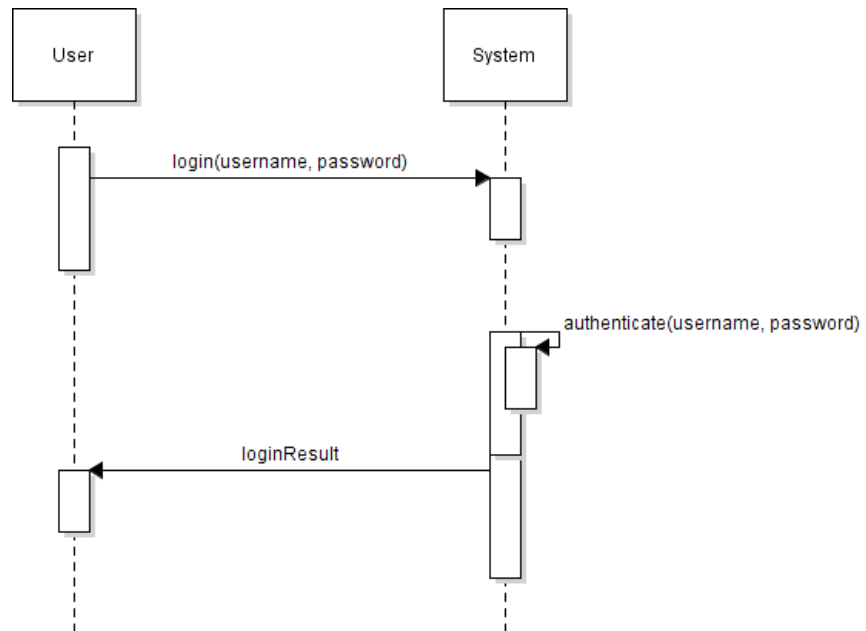 User
System
login(username, password)
authenticate(username, password)
loginResult